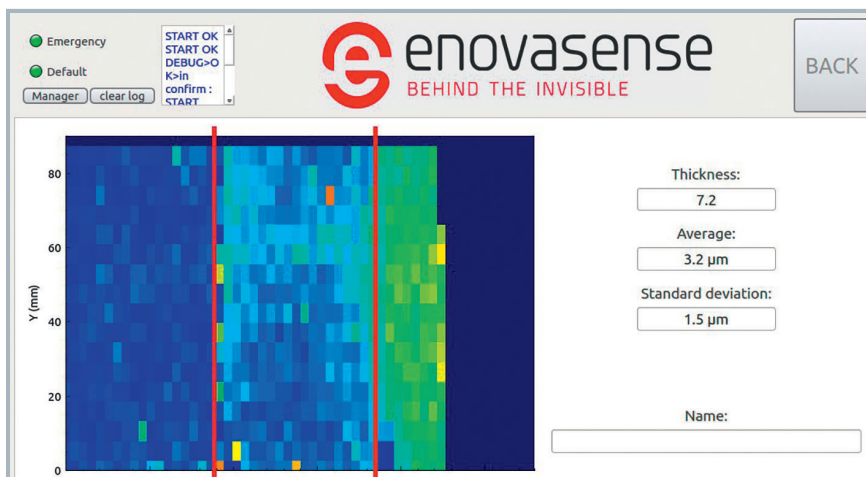 Emergency
Default
Manager
clear log
START OK
START OK
DEBUG>O
K>in
confirm :
START
enovasense
BEHIND THE INVISIBLE
BACK
80
60
40
20
0
Y (mm)
Thickness:
7.2
Average:
3.2 µm
Standard deviation:
1.5 µm
Name: